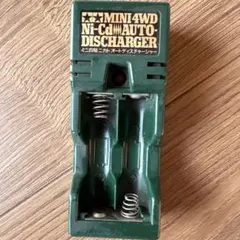 MINI 4WD
Ni-Cd AUTO-
DISCHARGER
ミニ四駆 ニカド オートディスチャージャー